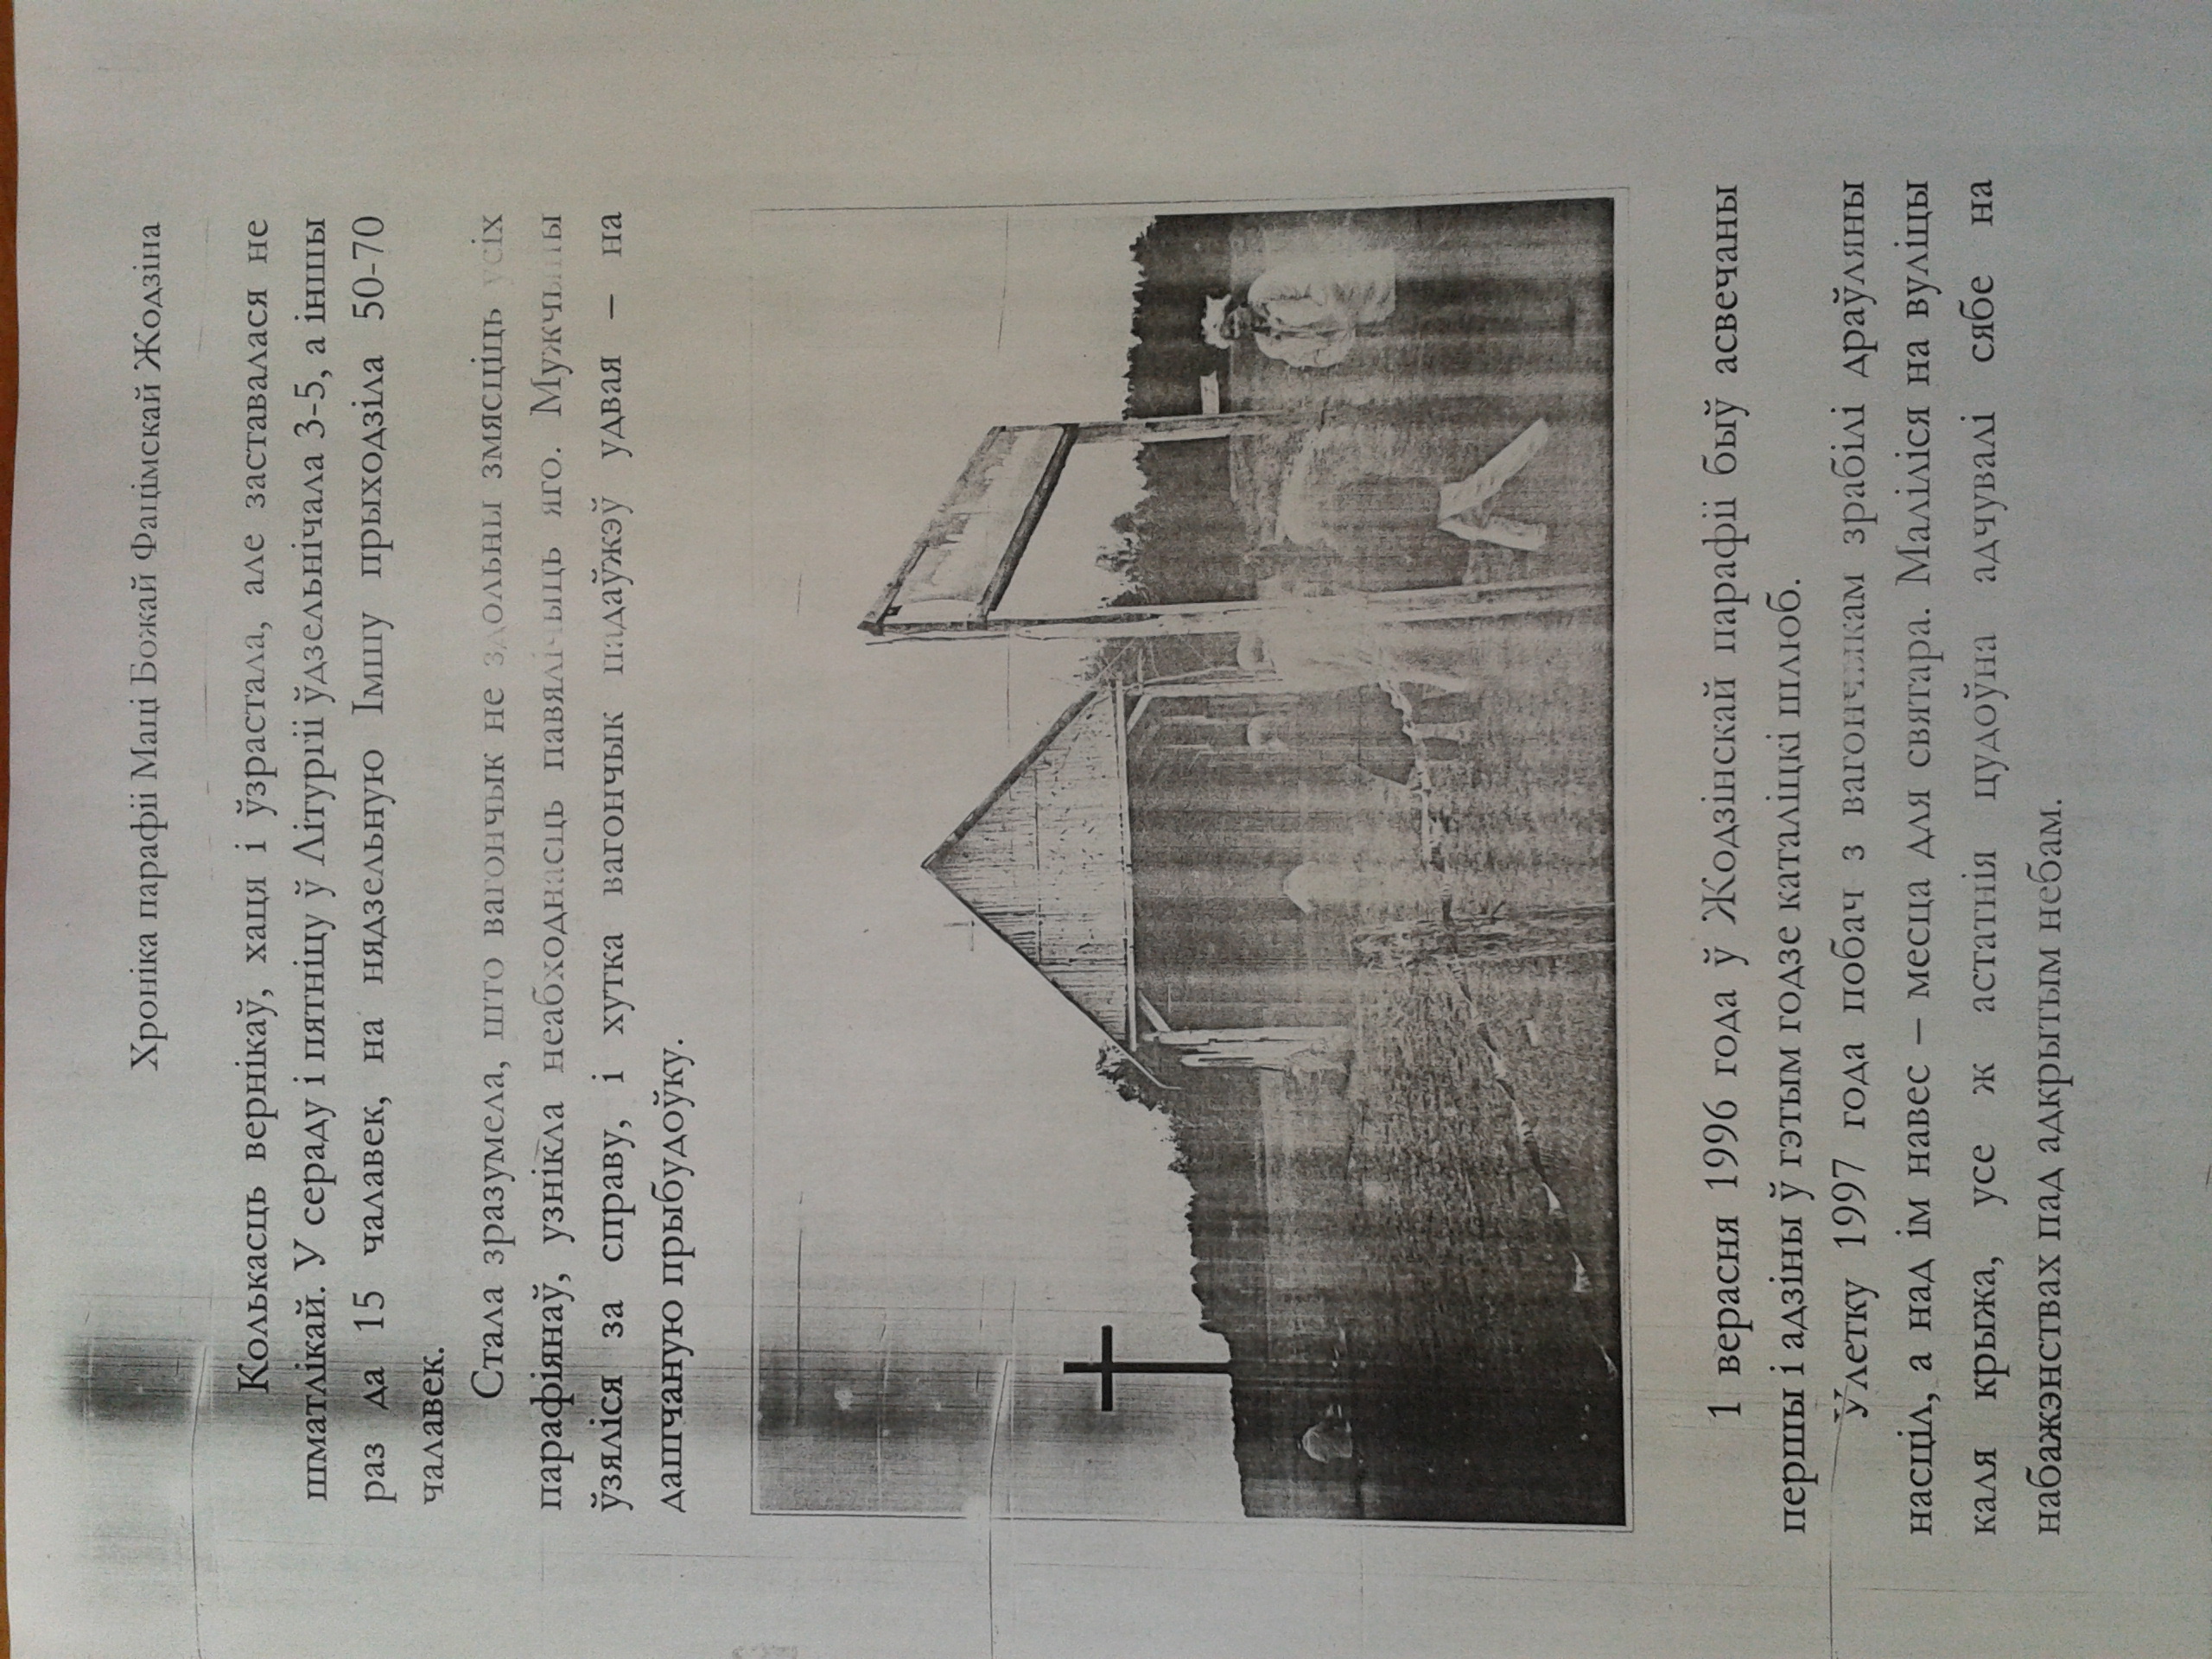 Хроніка парафіі Маці Божай Фацімскай Жодзіна
Колькасць вернікаў, хаця і ўзрастала, але заставалася не
шматлікай. У сераду і пятніцу ў Літургіі ўдзельнічала 3-5, а іншы
раз да 15 чалавек, на нядзельную Імшу прыходзіла 50-70
чалавек.
Стала зразумела, што вагончык не здольны змясціць усіх
парафіянаў, узнікла неабходнасць павялічыць яго. Мужчыны
ўзяліся за справу, і хутка вагончык падаўжэў удвая – на
дашчаную прыбудоўку.
1 верасня 1996 года ў Жодзінскай парафіі быў асвечаны
першы і адзіны ў гэтым годзе каталіцкі шлюб.
Ўлетку 1997 года побач з вагончыкам зрабілі драўляны
насціл, а над ім навес – месца для святара. Маліліся на вуліцы
каля крыжа, усе ж астатнія цудоўна адчувалі сябе на
набажэнствах пад адкрытым небам.